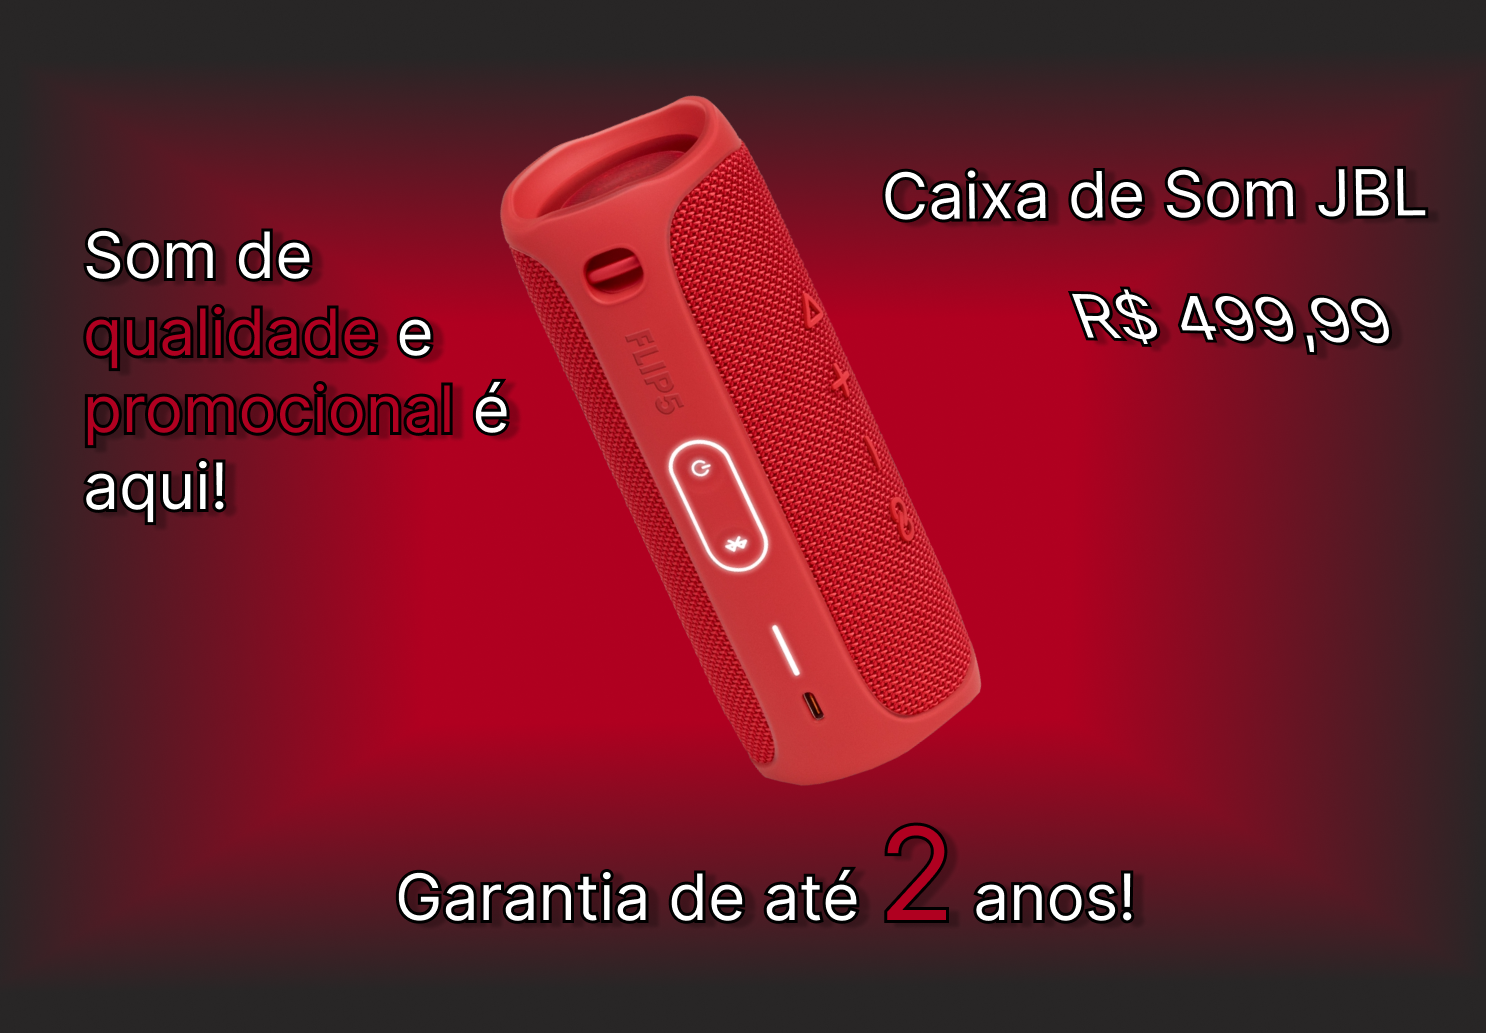 Caixa de Som JBL
R$ 499,99
Som de
qualidade e
promocional é
aqui!
FLIP5
Garantia de até 2 anos!